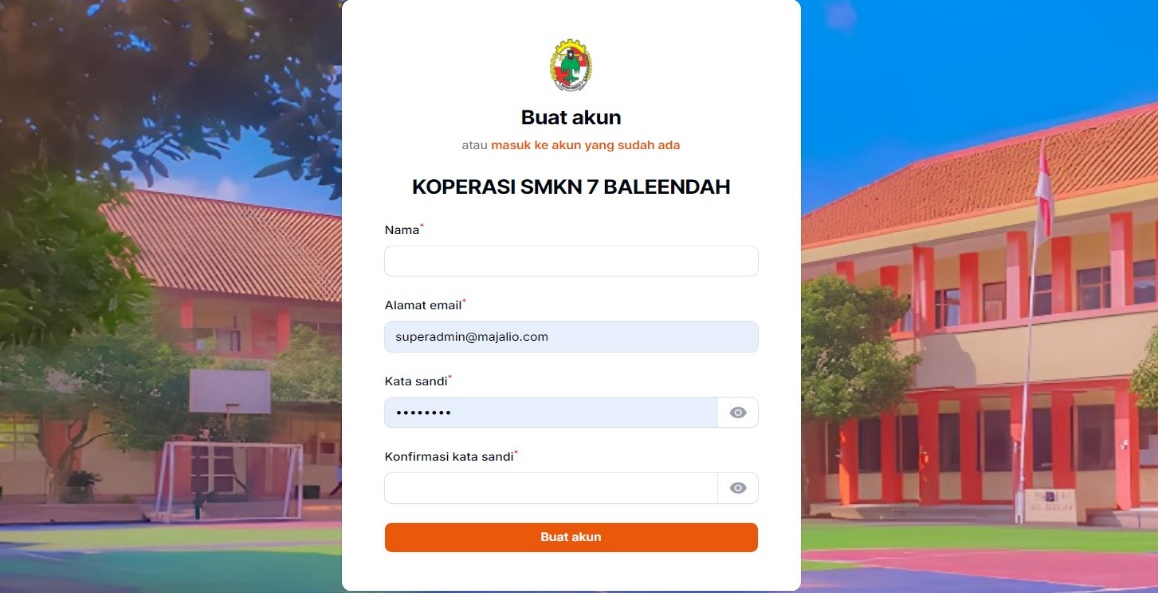 Buat akun
atau masuk ke akun yang sudah ada
KOPERASI SMKN 7 BALEENDAH
Nama*
Alamat email*
superadmin@majalio.com
Kata sandi*
••••••••
Konfirmasi kata sandi*
Buat akun